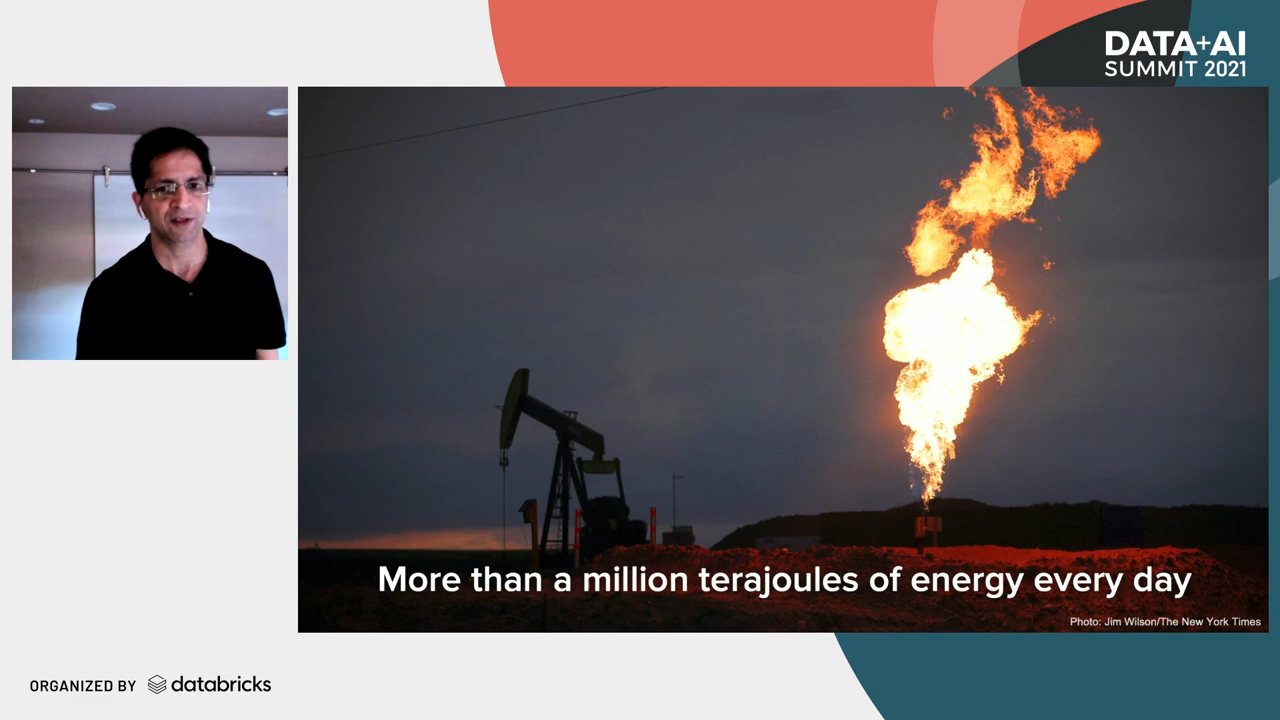 DATA+AI
SUMMIT 2021
More than a million terajoules of energy every day
Photo: Jim Wilson/The New York Times
ORGANIZED BY databricks